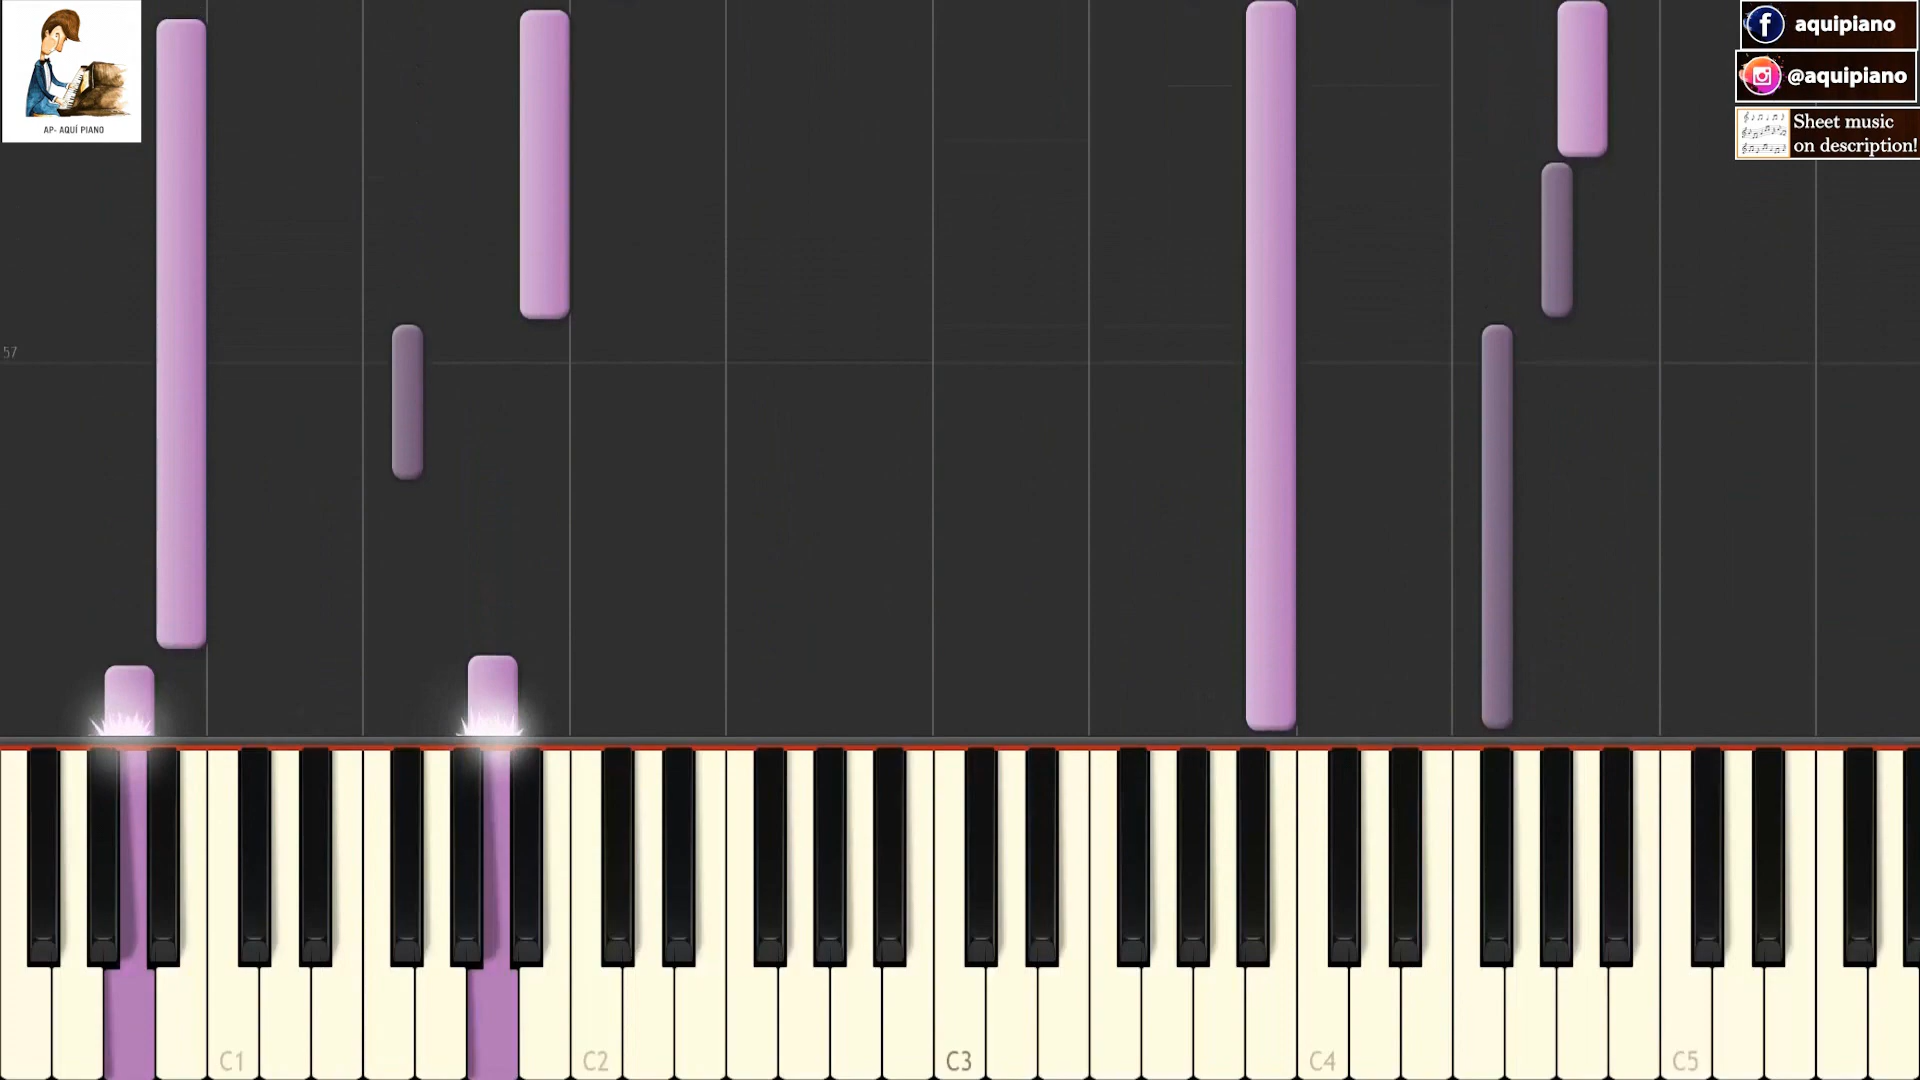 AP- AQUÍ PIANO
aquipiano
@aquipiano
Sheet music
on description!
57
C1
C2
C3
C4
C5